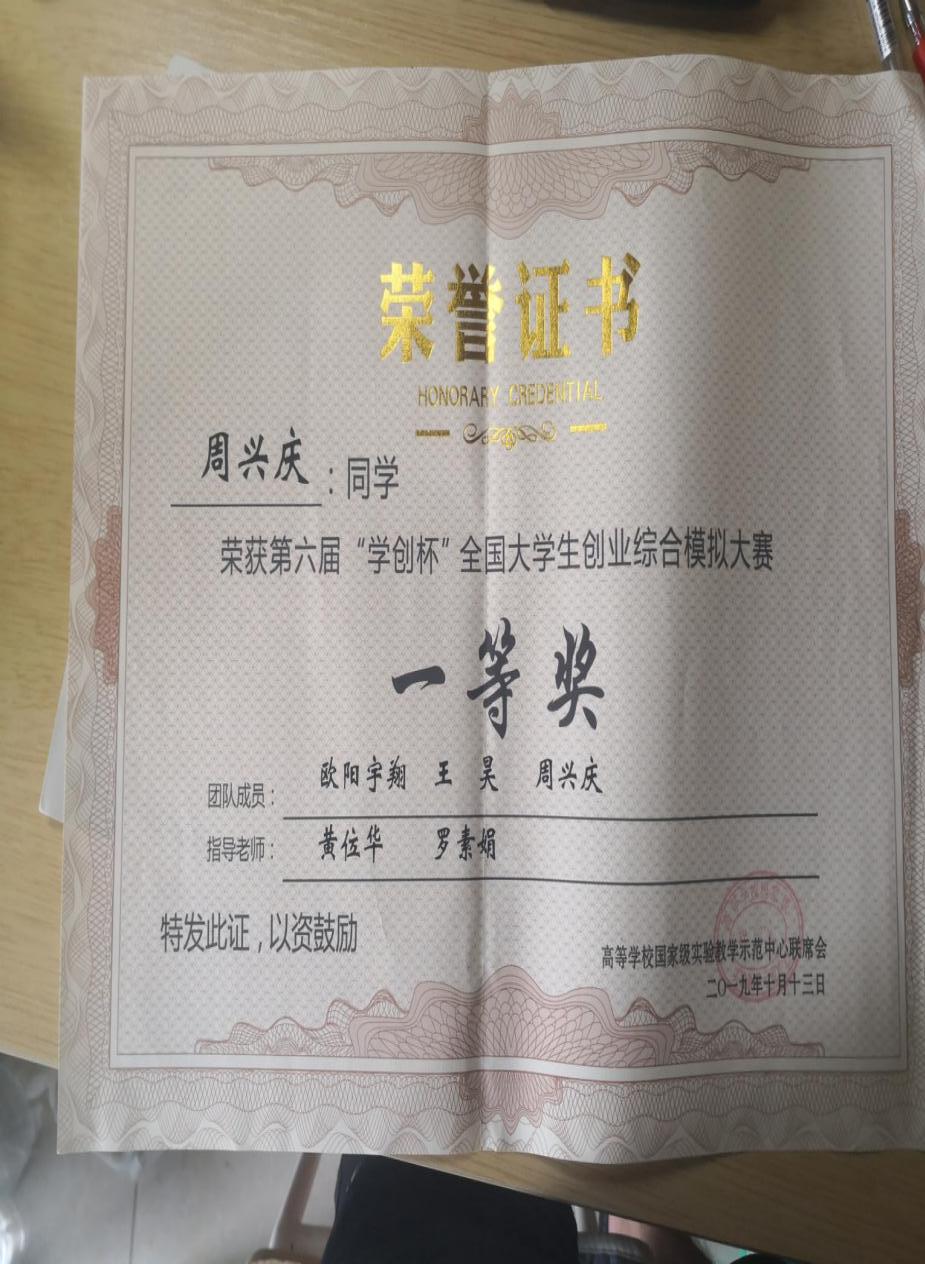 荣誉证书
HONORARY CREDENTIAL
周兴庆：同学
荣获第六届“学创杯”全国大学生创业综合模拟大赛
一等奖
团队成员：欧阳宇翔 王昊 周兴庆
指导老师：黄位华 罗素娟
特发此证，以资鼓励
高等学校国家级实验教学示范中心联席会
二〇一九年十月十三日